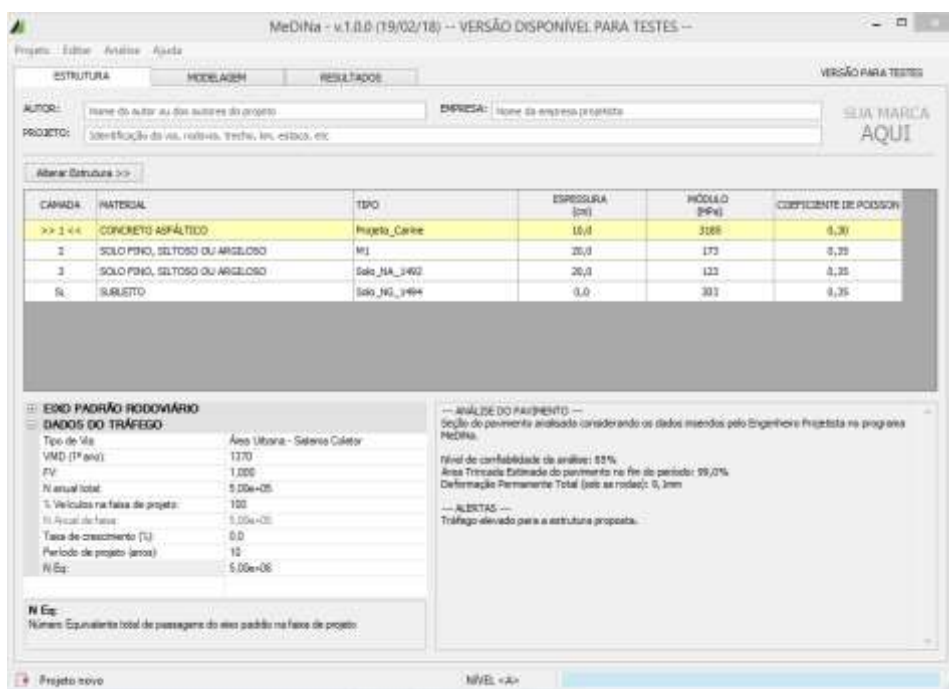 MeDiNa - v.1.0.0 (19/02/18) -- VERSÃO DISPONÍVEL PARA TESTES --
Projeto Editar Análise Ajuda
ESTRUTURA MODELAGEM RESULTADOS VERSÃO PARA TESTES
AUTOR: Nome do autor ou dos autores do projeto EMPRESA: Nome da empresa projetista
SUA MARCA
AQUI
PROJETO: Identificação da via, rodovia, trecho, km, estaca, etc
Alterar Estrutura >>
CAMADA MATERIAL TIPO ESPESSURA (cm) MÓDULO (MPa) COEFICIENTE DE POISSON
>> 1 << CONCRETO ASFÁLTICO Projeto_Carine 10,0 3185 0,30
2 SOLO FINO, SILTOSO OU ARGILOSO M1 20,0 173 0,35
3 SOLO FINO, SILTOSO OU ARGILOSO Solo_NA_1492 20,0 123 0,35
SL SUBLEITO Solo_NG_1494 0,0 303 0,35
EIXO PADRÃO RODOVIÁRIO
DADOS DO TRÁFEGO
Tipo de Via: Área Urbana - Sistema Coletor
VMD (1º ano): 1370
FV: 1,000
N anual total: 5,00e+05
% Veículos na faixa de projeto: 100
N Anual da faixa: 5,00e+05
Taxa de crescimento (%): 0,0
Período de projeto (anos): 10
N Eq: 5,00e+06
N Eq:
Número Equivalente total de passagens do eixo padrão na faixa de projeto
--- ANÁLISE DO PAVIMENTO ---
Seção do pavimento analisada considerando os dados inseridos pelo Engenheiro Projetista no programa
MeDiNa.
Nível de confiabilidade da análise: 85%
Área Trincada Estimada do pavimento no fim do período: 99,0%
Deformação Permanente Total (sob as rodas): 0,1mm
--- ALERTAS ---
Tráfego elevado para a estrutura proposta.
Projeto novo NÍVEL <A>